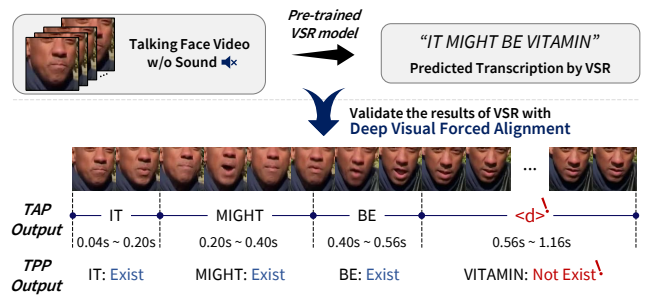 Pre-trained
VSR model
Talking Face Video
w/o Sound
“IT MIGHT BE VITAMIN”
Predicted Transcription by VSR
Validate the results of VSR with
Deep Visual Forced Alignment
...
...
TAP
Output
IT MIGHT BE <d>!
0.04s ~ 0.20s 0.20s ~ 0.40s 0.40s ~ 0.56s 0.56s ~ 1.16s
TPP
Output
IT: Exist MIGHT: Exist BE: Exist VITAMIN: Not Exist!